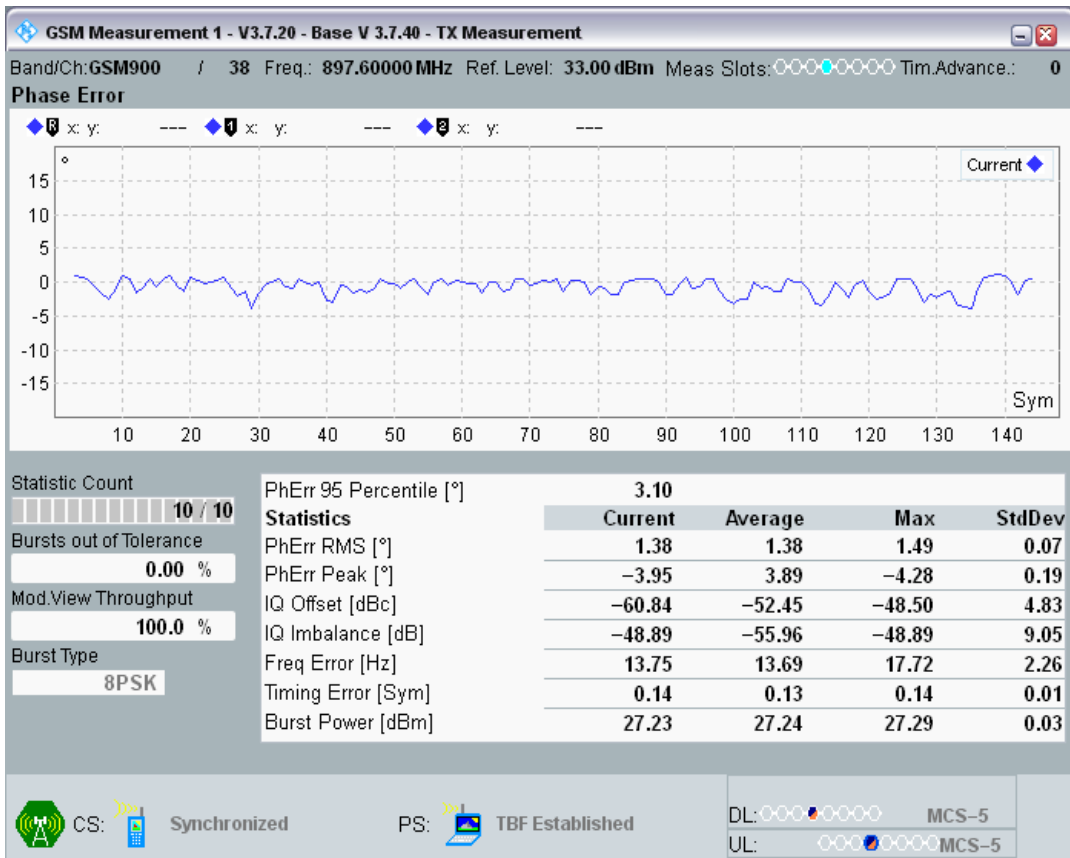 GSM Measurement 1 - V3.7.20 - Base V 3.7.40 - TX Measurement
Band/Ch:GSM900 / 38 Freq.: 897.60000 MHz Ref. Level: 33.00 dBm Meas Slots: Tim.Advance.: 0
Phase Error
R x: y: --- 1 x: y: --- 2 x: y: ---
°
Current
15
10
5
0
-5
-10
-15
Sym
10 20 30 40 50 60 70 80 90 100 110 120 130 140
Statistic Count
10 / 10
Bursts out of Tolerance
0.00 %
Mod.View Throughput
100.0 %
Burst Type
8PSK
PhErr 95 Percentile [°] 3.10
Statistics Current Average Max StdDev
PhErr RMS [°] 1.38 1.38 1.49 0.07
PhErr Peak [°] −3.95 3.89 −4.28 0.19
IQ Offset [dBc] −60.84 −52.45 −48.50 4.83
IQ Imbalance [dB] −48.89 −55.96 −48.89 9.05
Freq Error [Hz] 13.75 13.69 17.72 2.26
Timing Error [Sym] 0.14 0.13 0.14 0.01
Burst Power [dBm] 27.23 27.24 27.29 0.03
CS: Synchronized PS: TBF Established
DL: MCS−5
UL: MCS−5